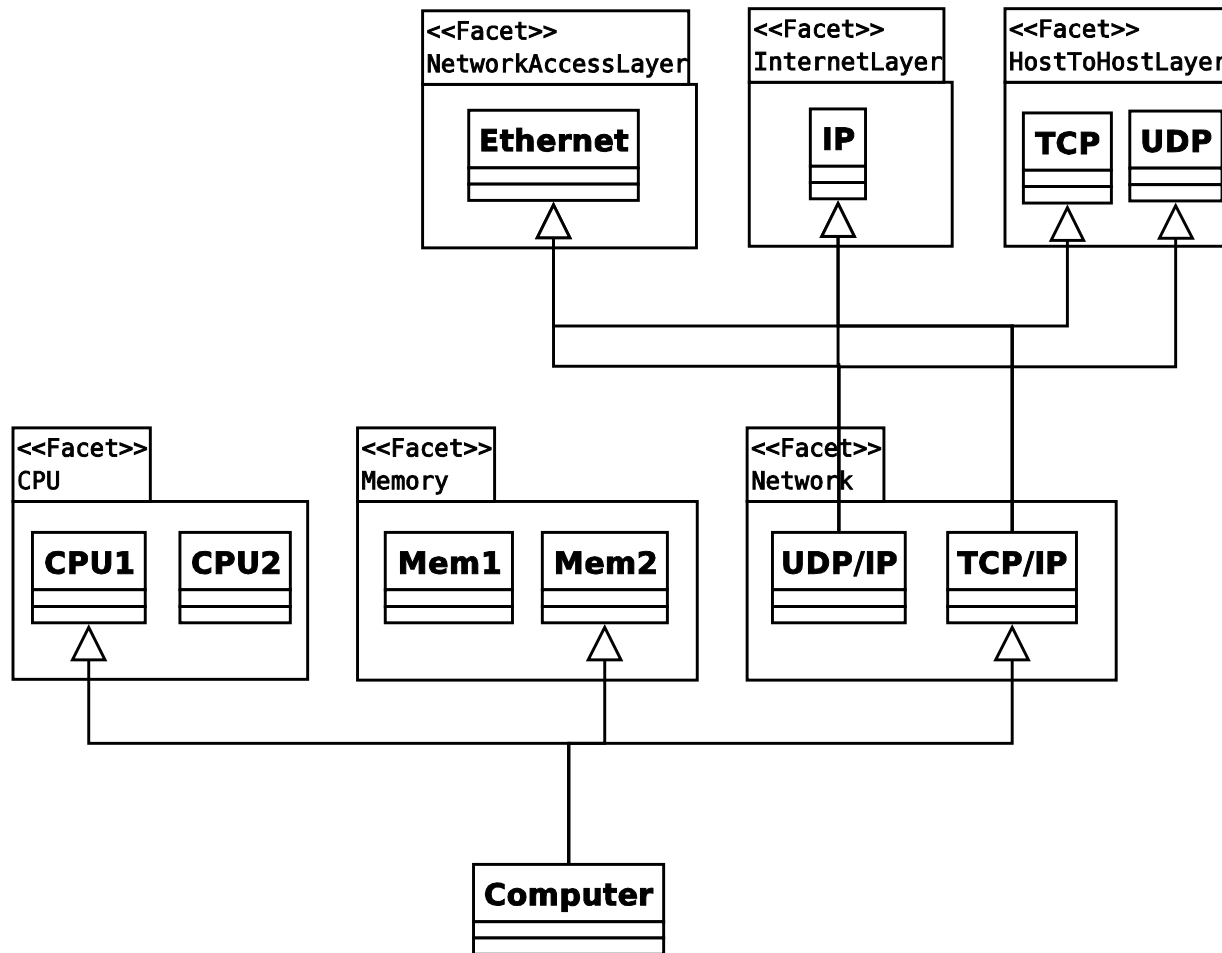 <<Facet>>
NetworkAccessLayer
Ethernet
<<Facet>>
InternetLayer
IP
<<Facet>>
HostToHostLayer
TCP
UDP
<<Facet>>
CPU
CPU1
CPU2
<<Facet>>
Memory
Mem1
Mem2
<<Facet>>
Network
UDP/IP
TCP/IP
Computer